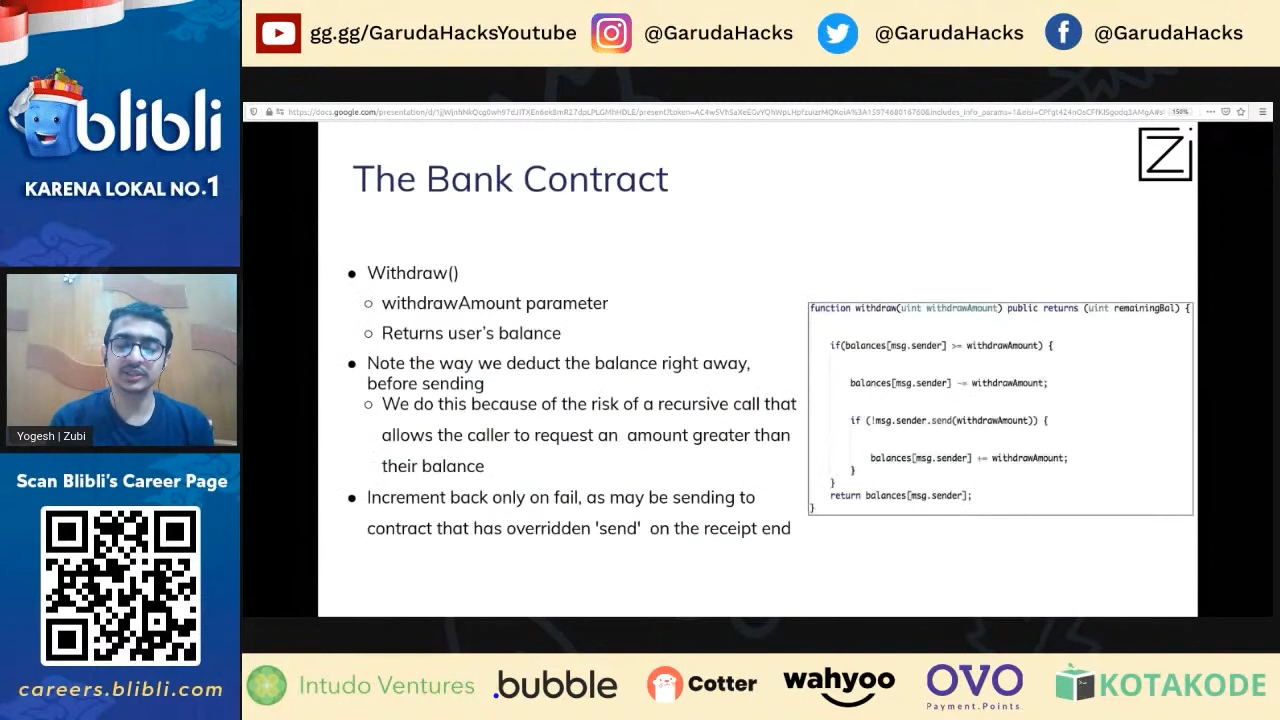 gg.gg/GarudaHacksYoutube
@GarudaHacks
@GarudaHacks
@GarudaHacks
blibli
KARENA LOKAL NO.1
150%
The Bank Contract
Zi
● Withdraw()
○ withdrawAmount parameter
○ Returns user's balance
● Note the way we deduct the balance right away,
before sending
○ We do this because of the risk of a recursive call that
allows the caller to request an amount greater than
their balance
● Increment back only on fail, as may be sending to
contract that has overridden 'send' on the receipt end
function withdraw(uint withdrawAmount) public returns (uint remainingBal) {
if(balances[msg.sender] >= withdrawAmount) {
balances[msg.sender] -= withdrawAmount;
if (!msg.sender.send(withdrawAmount)) {
balances[msg.sender] += withdrawAmount;
}
}
return balances[msg.sender];
}
Yogesh | Zubi
Scan Blibli's Career Page
careers.blibli.com
Intudo Ventures
.bubble
Cotter
wahyoo
OVO
Payment.Points.
KOTAKODE